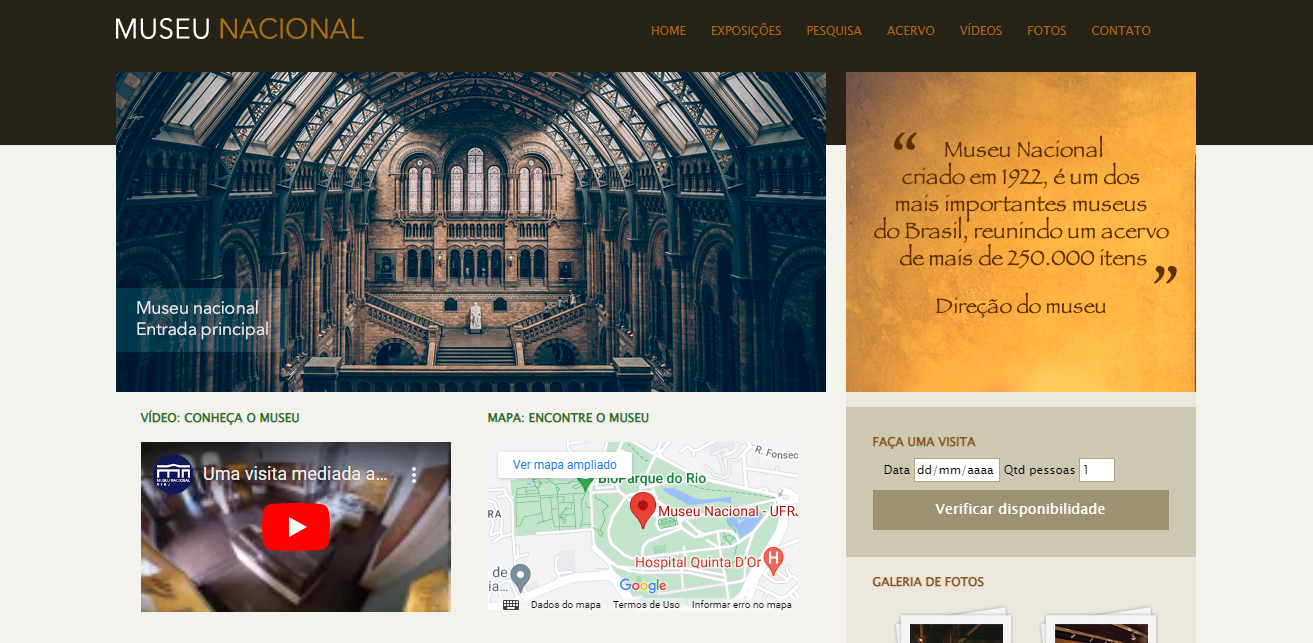 MUSEU NACIONAL
HOME EXPOSIÇÕES PESQUISA ACERVO VÍDEOS FOTOS CONTATO
Museu nacional
Entrada principal
“ Museu Nacional
criado em 1922, é um dos
mais importantes museus
do Brasil, reunindo um acervo
de mais de 250.000 itens ”
Direção do museu
VÍDEO: CONHEÇA O MUSEU
MUSEU NACIONAL
UFRJ
Uma visita mediada a...
MAPA: ENCONTRE O MUSEU
R. Fonsec
Ver mapa ampliado
BioParque do Rio
RA
Museu Nacional - UFRJ
Hospital Quinta D'Or
H
de
ia...
Google
Dados do mapa Termos de Uso Informar erro no mapa
FAÇA UMA VISITA
Data dd/mm/aaaa Qtd pessoas 1
Verificar disponibilidade
GALERIA DE FOTOS